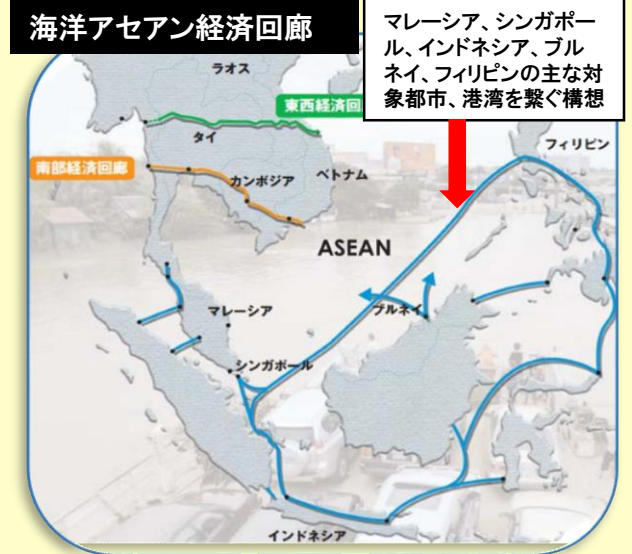 海洋アセアン経済回廊
マレーシア、シンガポー
ル、インドネシア、ブル
ネイ、フィリピンの主な対
象都市、港湾を繋ぐ構想
ラオス
東西経済回
タイ
フィリピン
南部経済回廊
カンボジア
ベトナム
ASEAN
マレーシア
ブルネイ
シンガポール
インドネシア